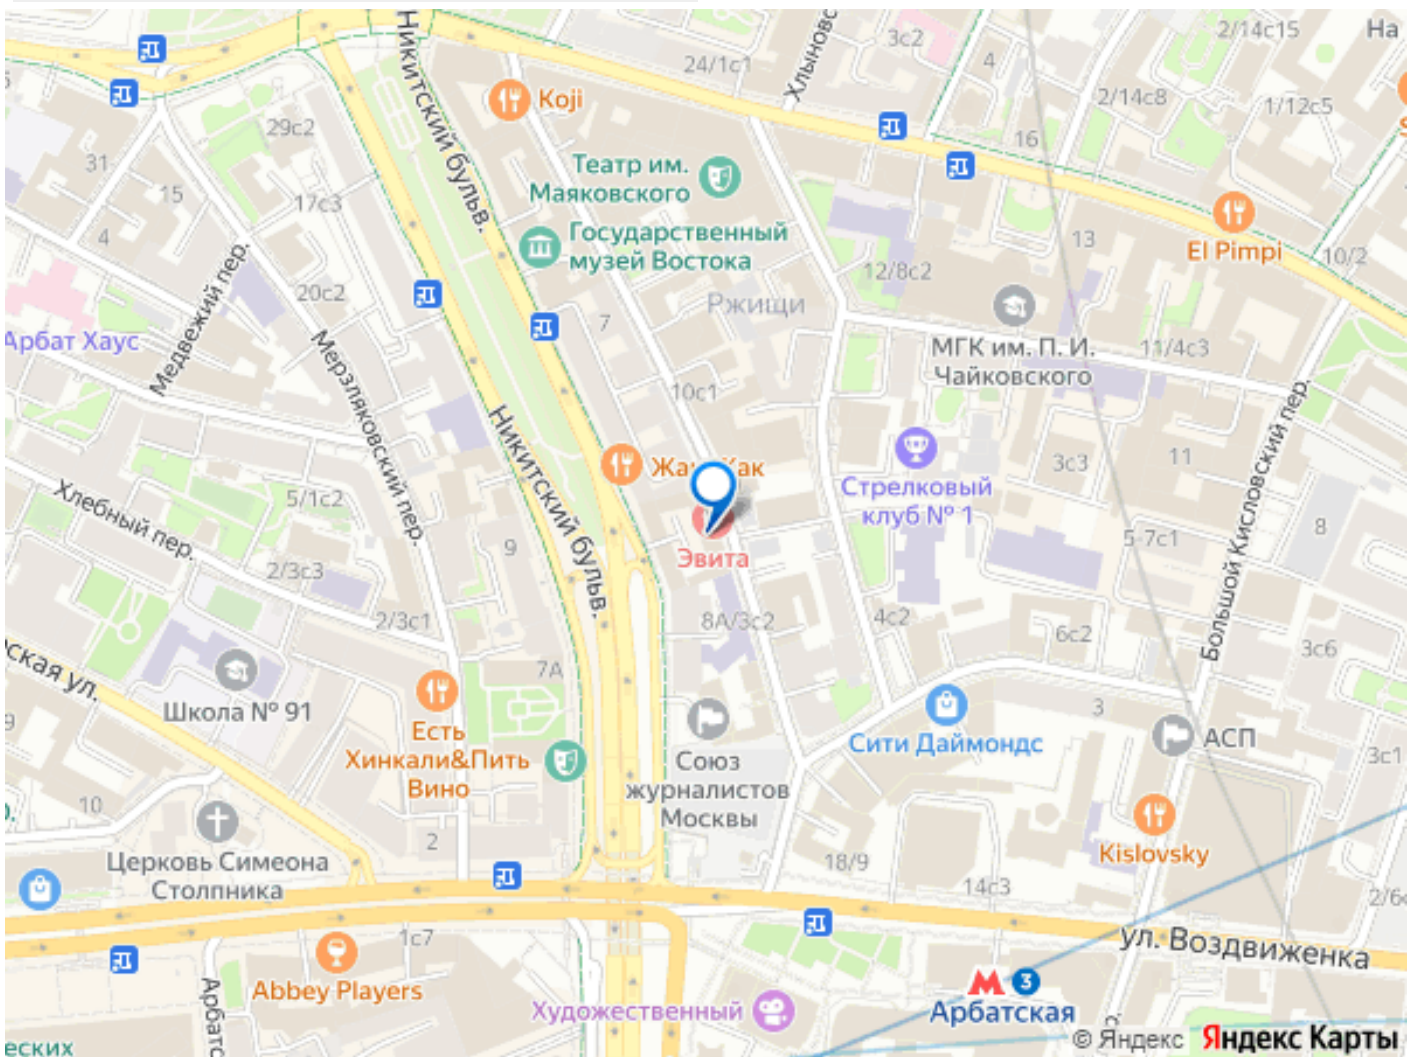 Никитский бульв.
Хлыновс
3с2
2/14с15
На
24/1с1
4
2/14с8
1/12с5
Koji
29с2
16
31
15
Театр им.
Маяковского
17с3
4
Государственный
музей Востока
El Pimpi
13
10/2
12/8с2
Медвежий пер.
20с2
Ржищи
7
Арбат Хаус
Мерзляковский пер.
МГК им. П. И.
Чайковского
11/4с3
10с1
Никитский бульв.
Большой Кисловский пер.
3с3
11
Стрелковый
клуб № 1
Хлебный пер.
5/1с2
9
8
5-7с1
Эвита
2/3с3
2/3с1
8А/3с2
4с2
6с2
3с6
ская ул.
7А
Школа № 91
3
АСП
Есть
Хинкали&Пить
Вино
Сити Даймондс
Союз
журналистов
Москвы
3с1
9
10
2
Церковь Симеона
Столпника
Kislovsky
18/9
14с3
2/6с
1с7
ул. Воздвиженка
Abbey Players
Арбатс
Художественный
3
Арбатская
еских
© Яндекс
Яндекс Карты